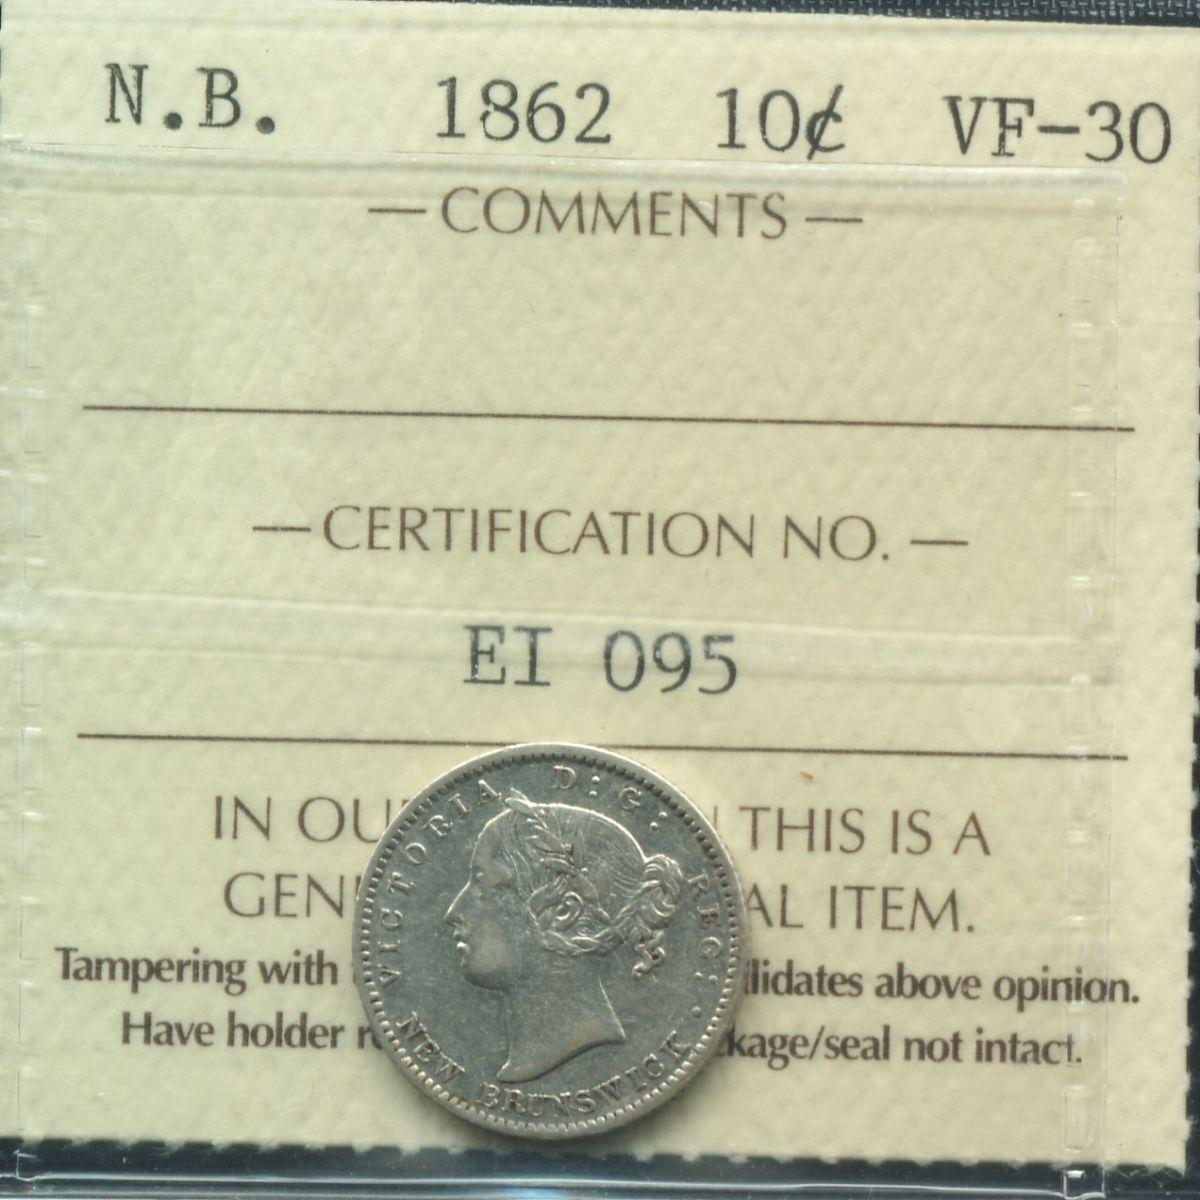 N.B. 1862 10¢ VF-30
— COMMENTS —
— CERTIFICATION NO. —
EI 095
IN OU THIS IS A
GEN AL ITEM.
Tampering with lidates above opinion.
Have holder r kage/seal not intact.
VICTORIA D: G: REG:
NEW BRUNSWICK